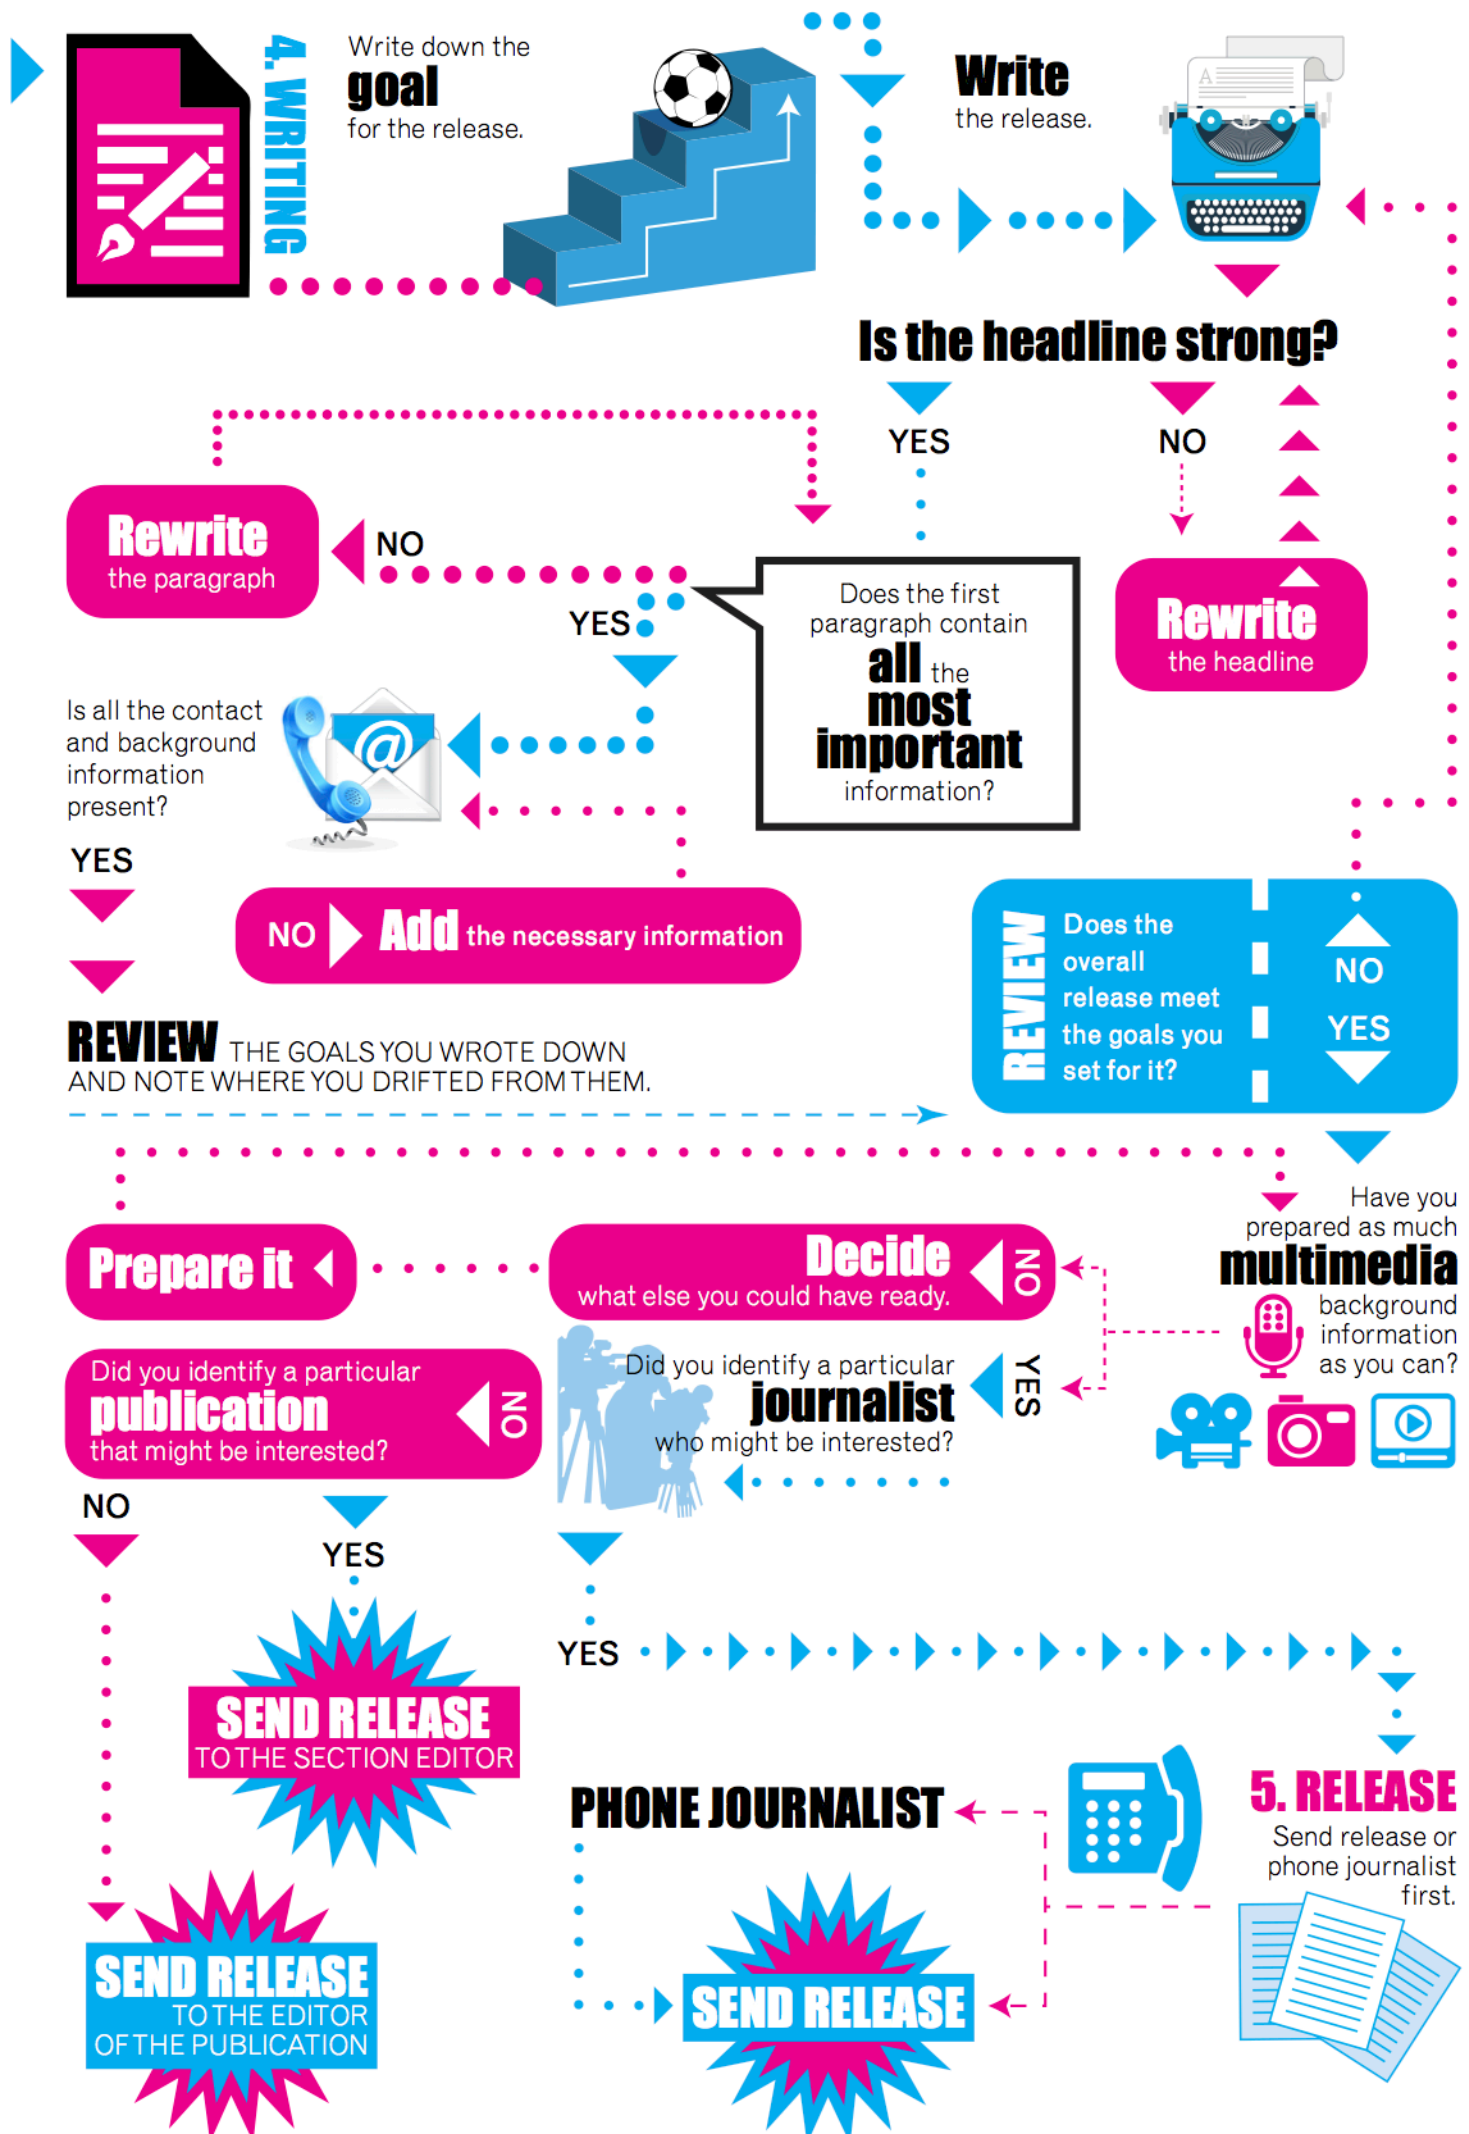 4. WRITING
Write down the
goal
for the release.
Write
the release.
A
Is the headline strong?
YES
NO
Rewrite
the paragraph
NO
YES
Does the first
paragraph contain
all the
most
important
information?
Rewrite
the headline
Is all the contact
and background
information
present?
@
YES
NO
Add the necessary information
REVIEW THE GOALS YOU WROTE DOWN
AND NOTE WHERE YOU DRIFTED FROM THEM.
REVIEW
Does the
overall
release meet
the goals you
set for it?
NO
YES
Have you
prepared as much
multimedia
background
information
as you can?
NO
Decide
what else you could have ready.
Prepare it
YES
Did you identify a particular
journalist
who might be interested?
NO
Did you identify a particular
publication
that might be interested?
NO
YES
YES
SEND RELEASE
TO THE SECTION EDITOR
SEND RELEASE
TO THE EDITOR
OF THE PUBLICATION
5. RELEASE
Send release or
phone journalist
first.
PHONE JOURNALIST
SEND RELEASE